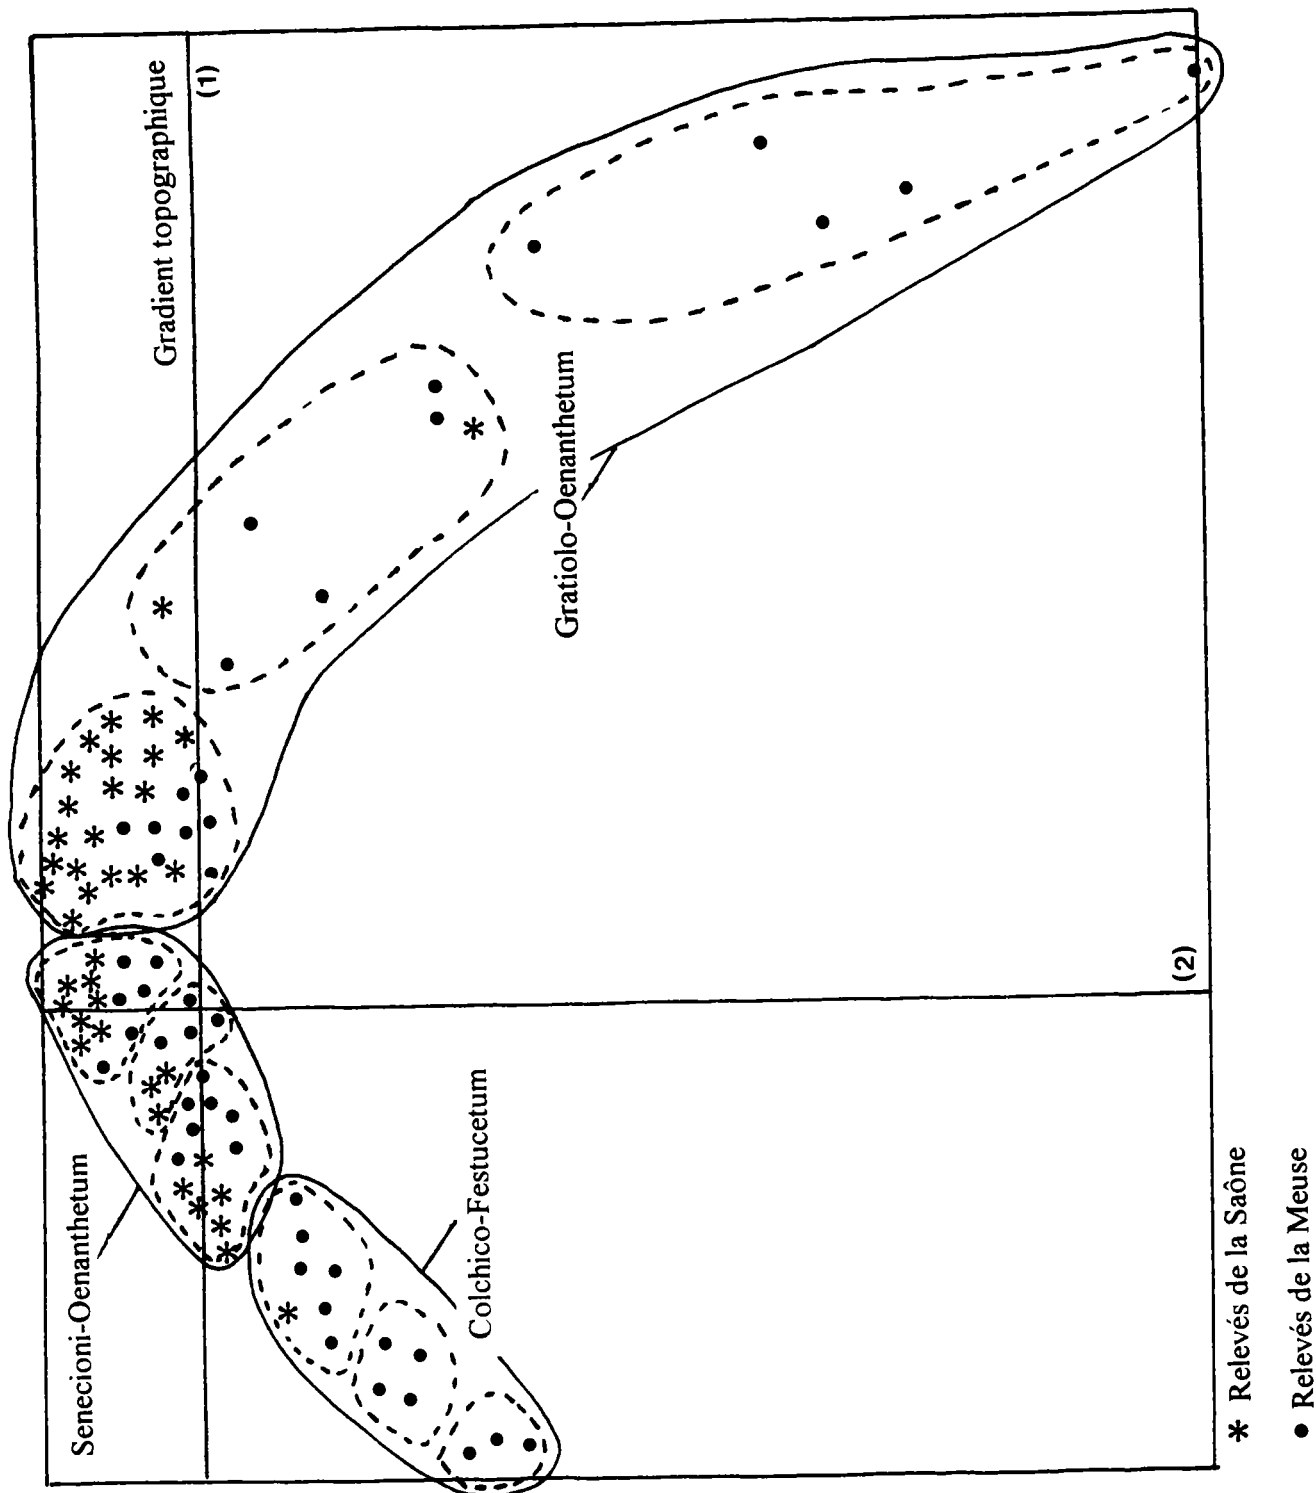 Gradient topographique
(1)
Gratiolo-Oenanthetum
(2)
Senecioni-Oenanthetum
Colchico-Festucetum
* Relevés de la Saône
● Relevés de la Meuse